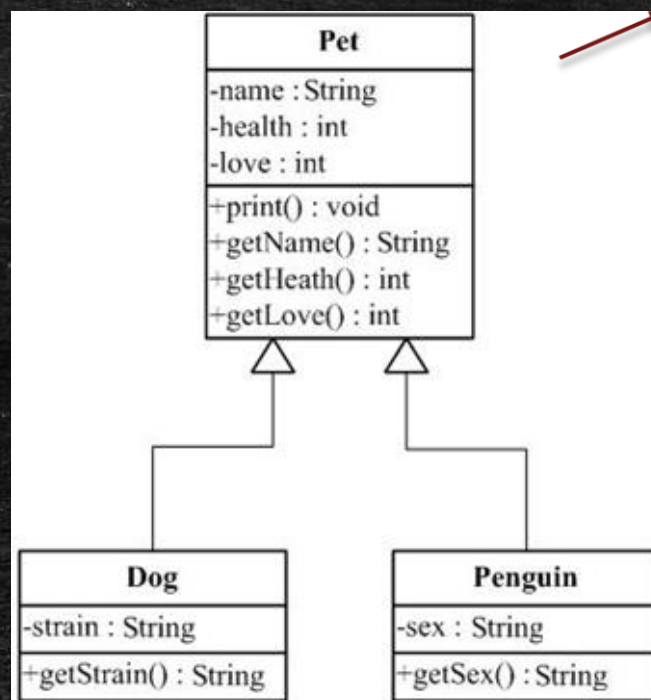 Pet
-name : String
-health : int
-love : int
+print() : void
+getName() : String
+getHeath() : int
+getLove() : int
Dog
-strain : String
+getStrain() : String
Penguin
-sex : String
+getSex() : String